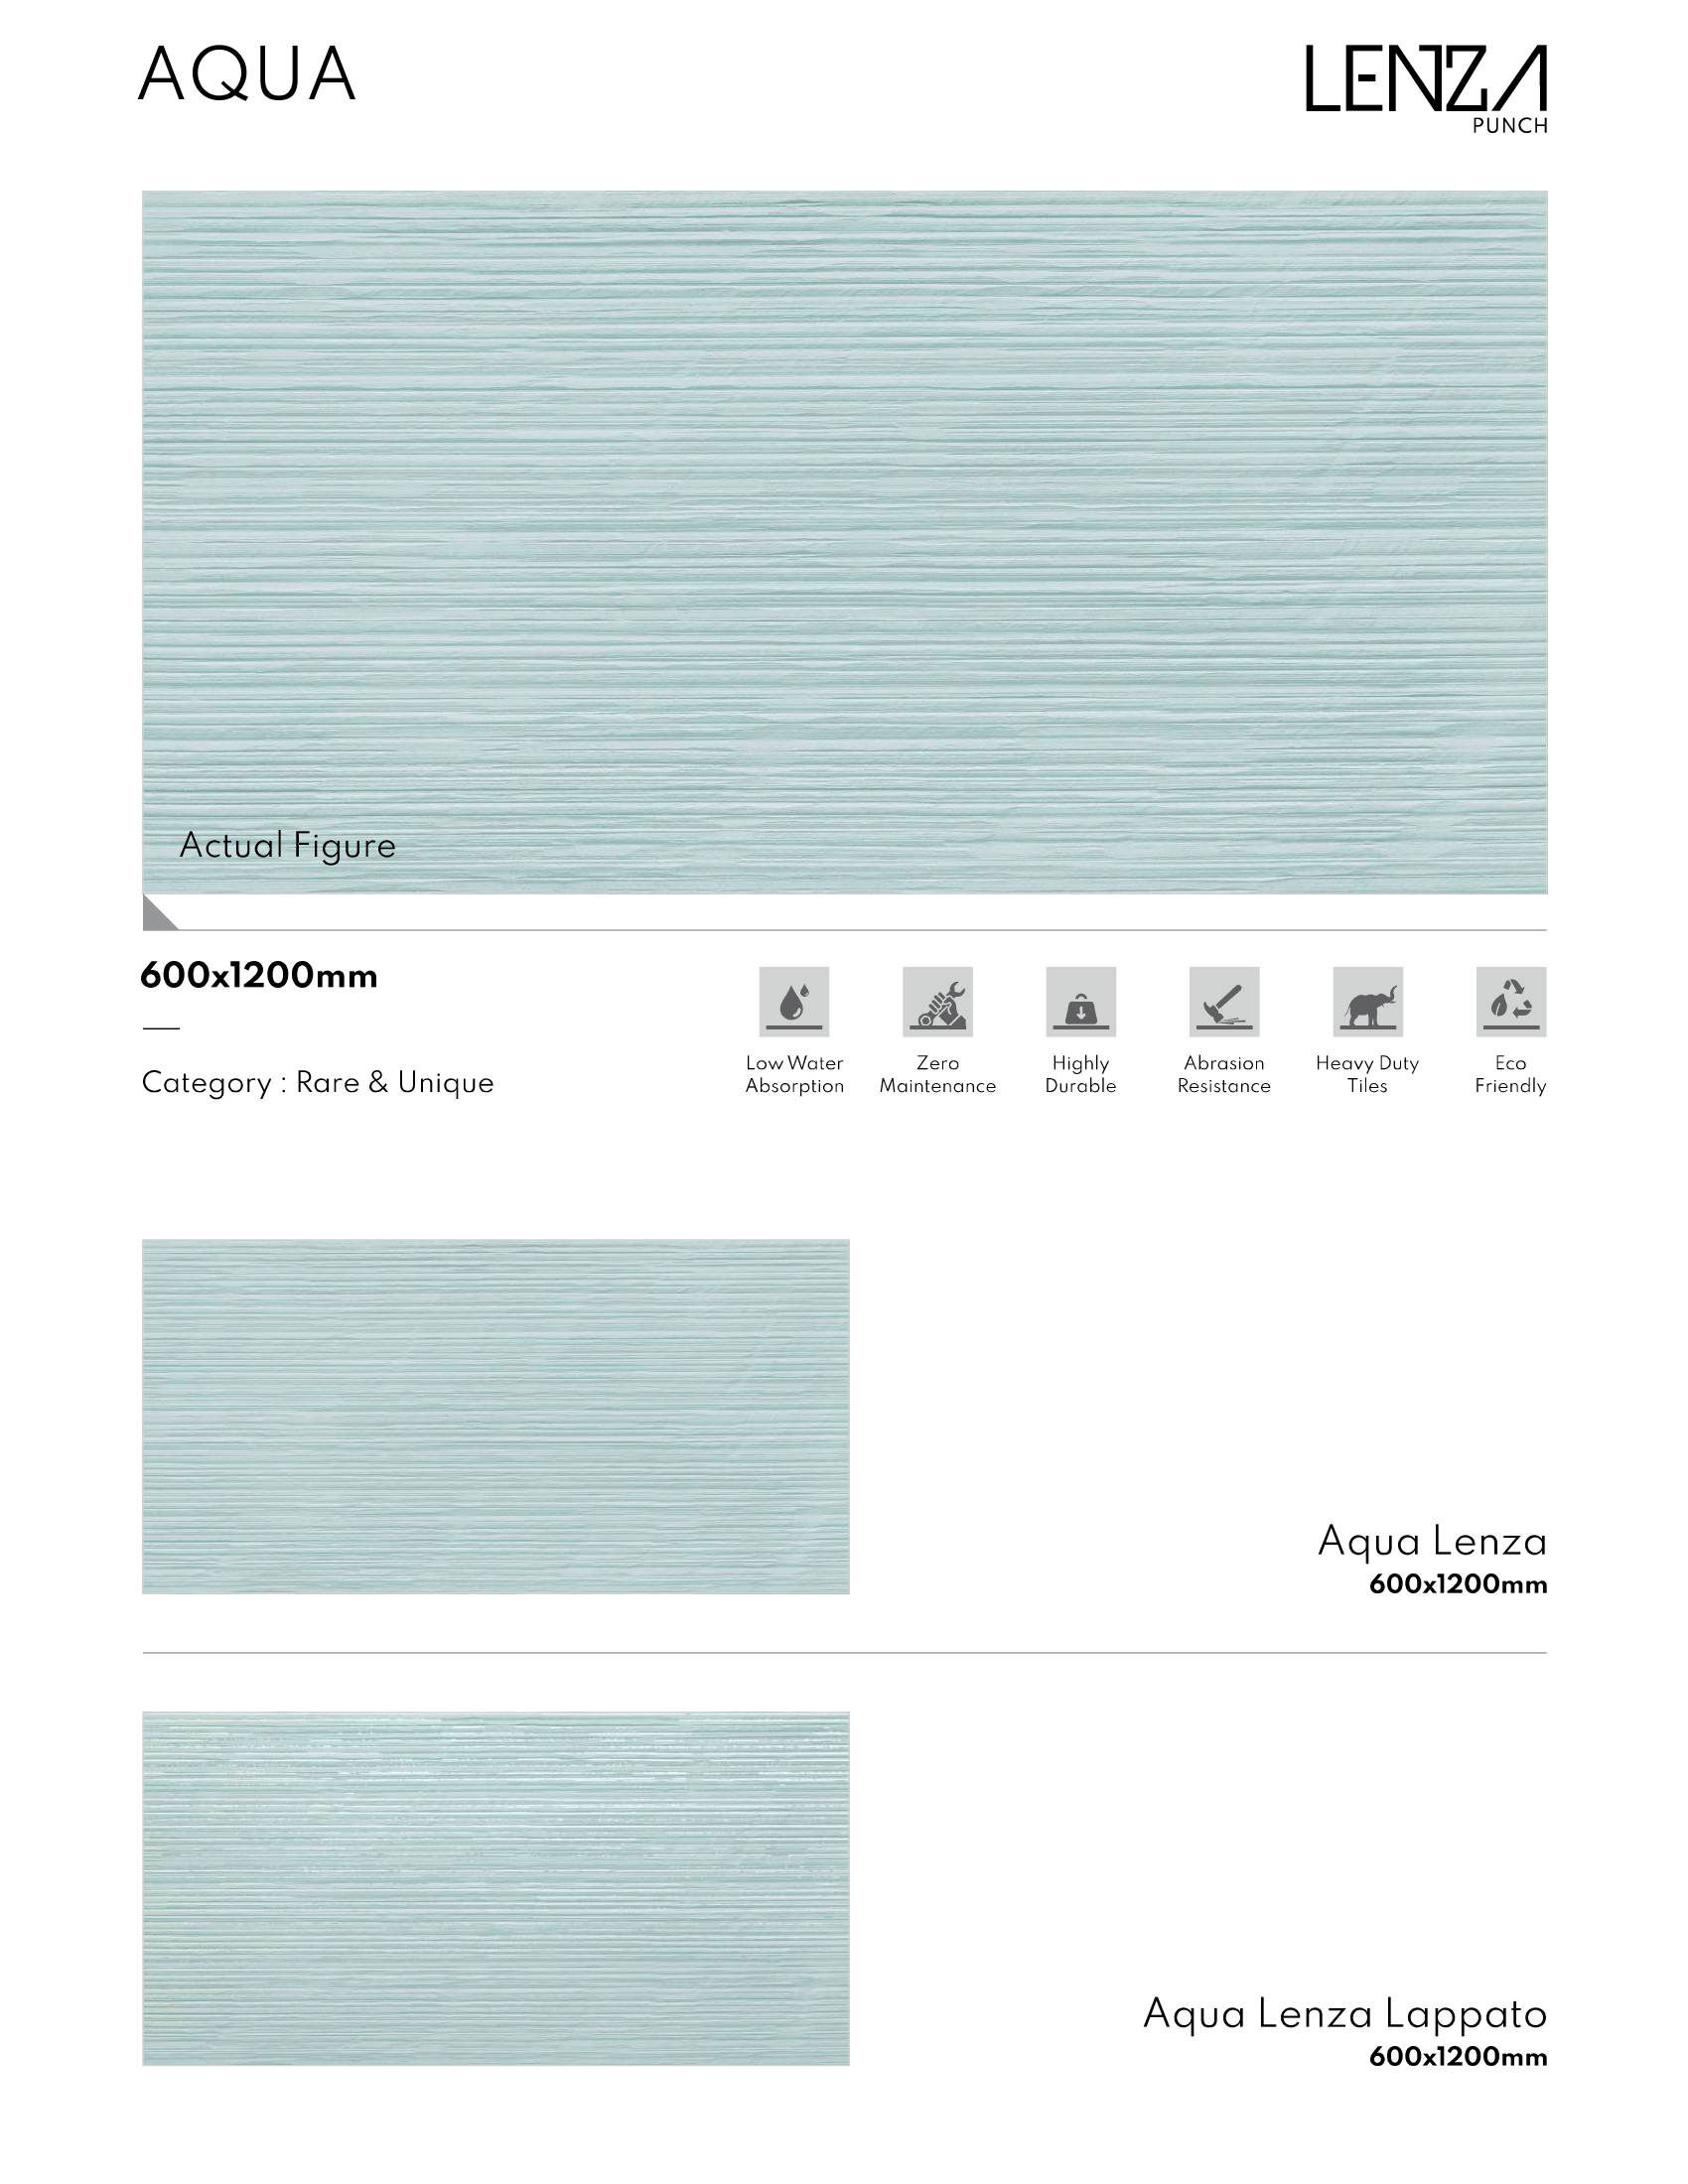 AQUA
LENZA
PUNCH
Actual Figure
600x1200mm
Category : Rare & Unique
Low Water
Absorption
Zero
Maintenance
Highly
Durable
Abrasion
Resistance
Heavy Duty
Tiles
Eco
Friendly
Aqua Lenza
600x1200mm
Aqua Lenza Lappato
600x1200mm